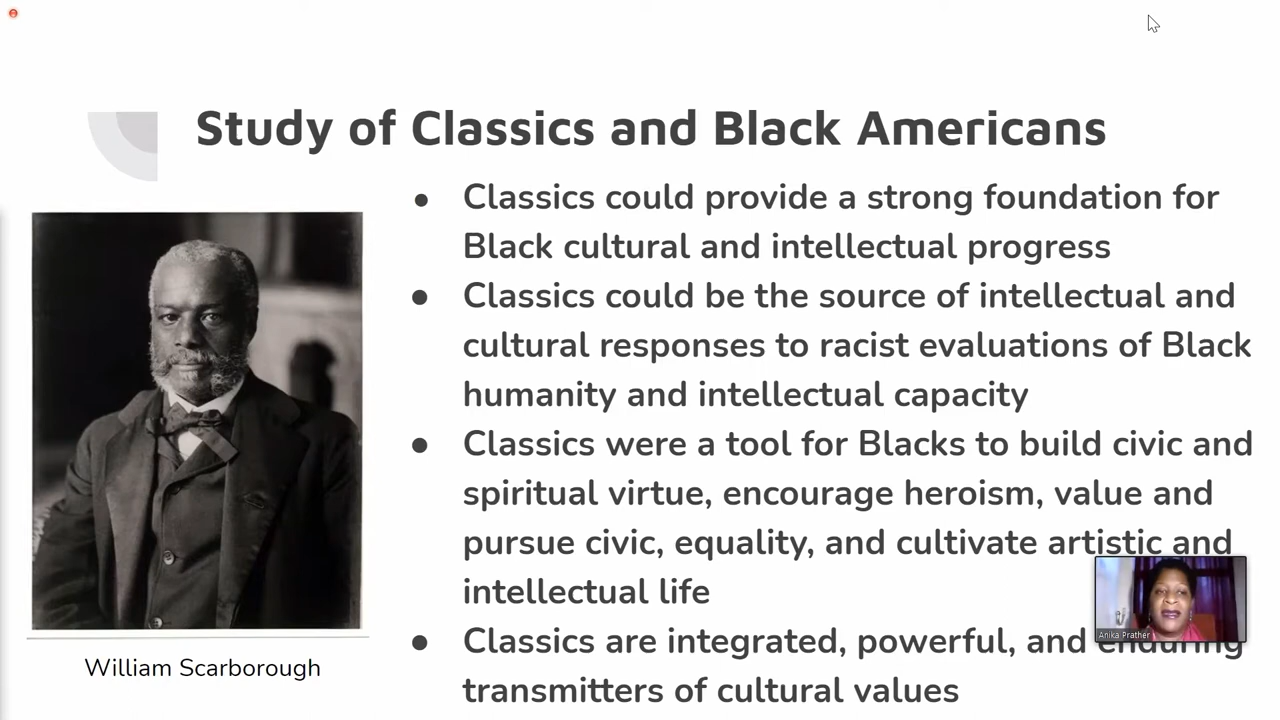 Study of Classics and Black Americans
● Classics could provide a strong foundation for
Black cultural and intellectual progress
● Classics could be the source of intellectual and
cultural responses to racist evaluations of Black
humanity and intellectual capacity
● Classics were a tool for Blacks to build civic and
spiritual virtue, encourage heroism, value and
pursue civic, equality, and cultivate artistic and
intellectual life
● Classics are integrated, powerful, and enduring
transmitters of cultural values
William Scarborough
Anika Prather